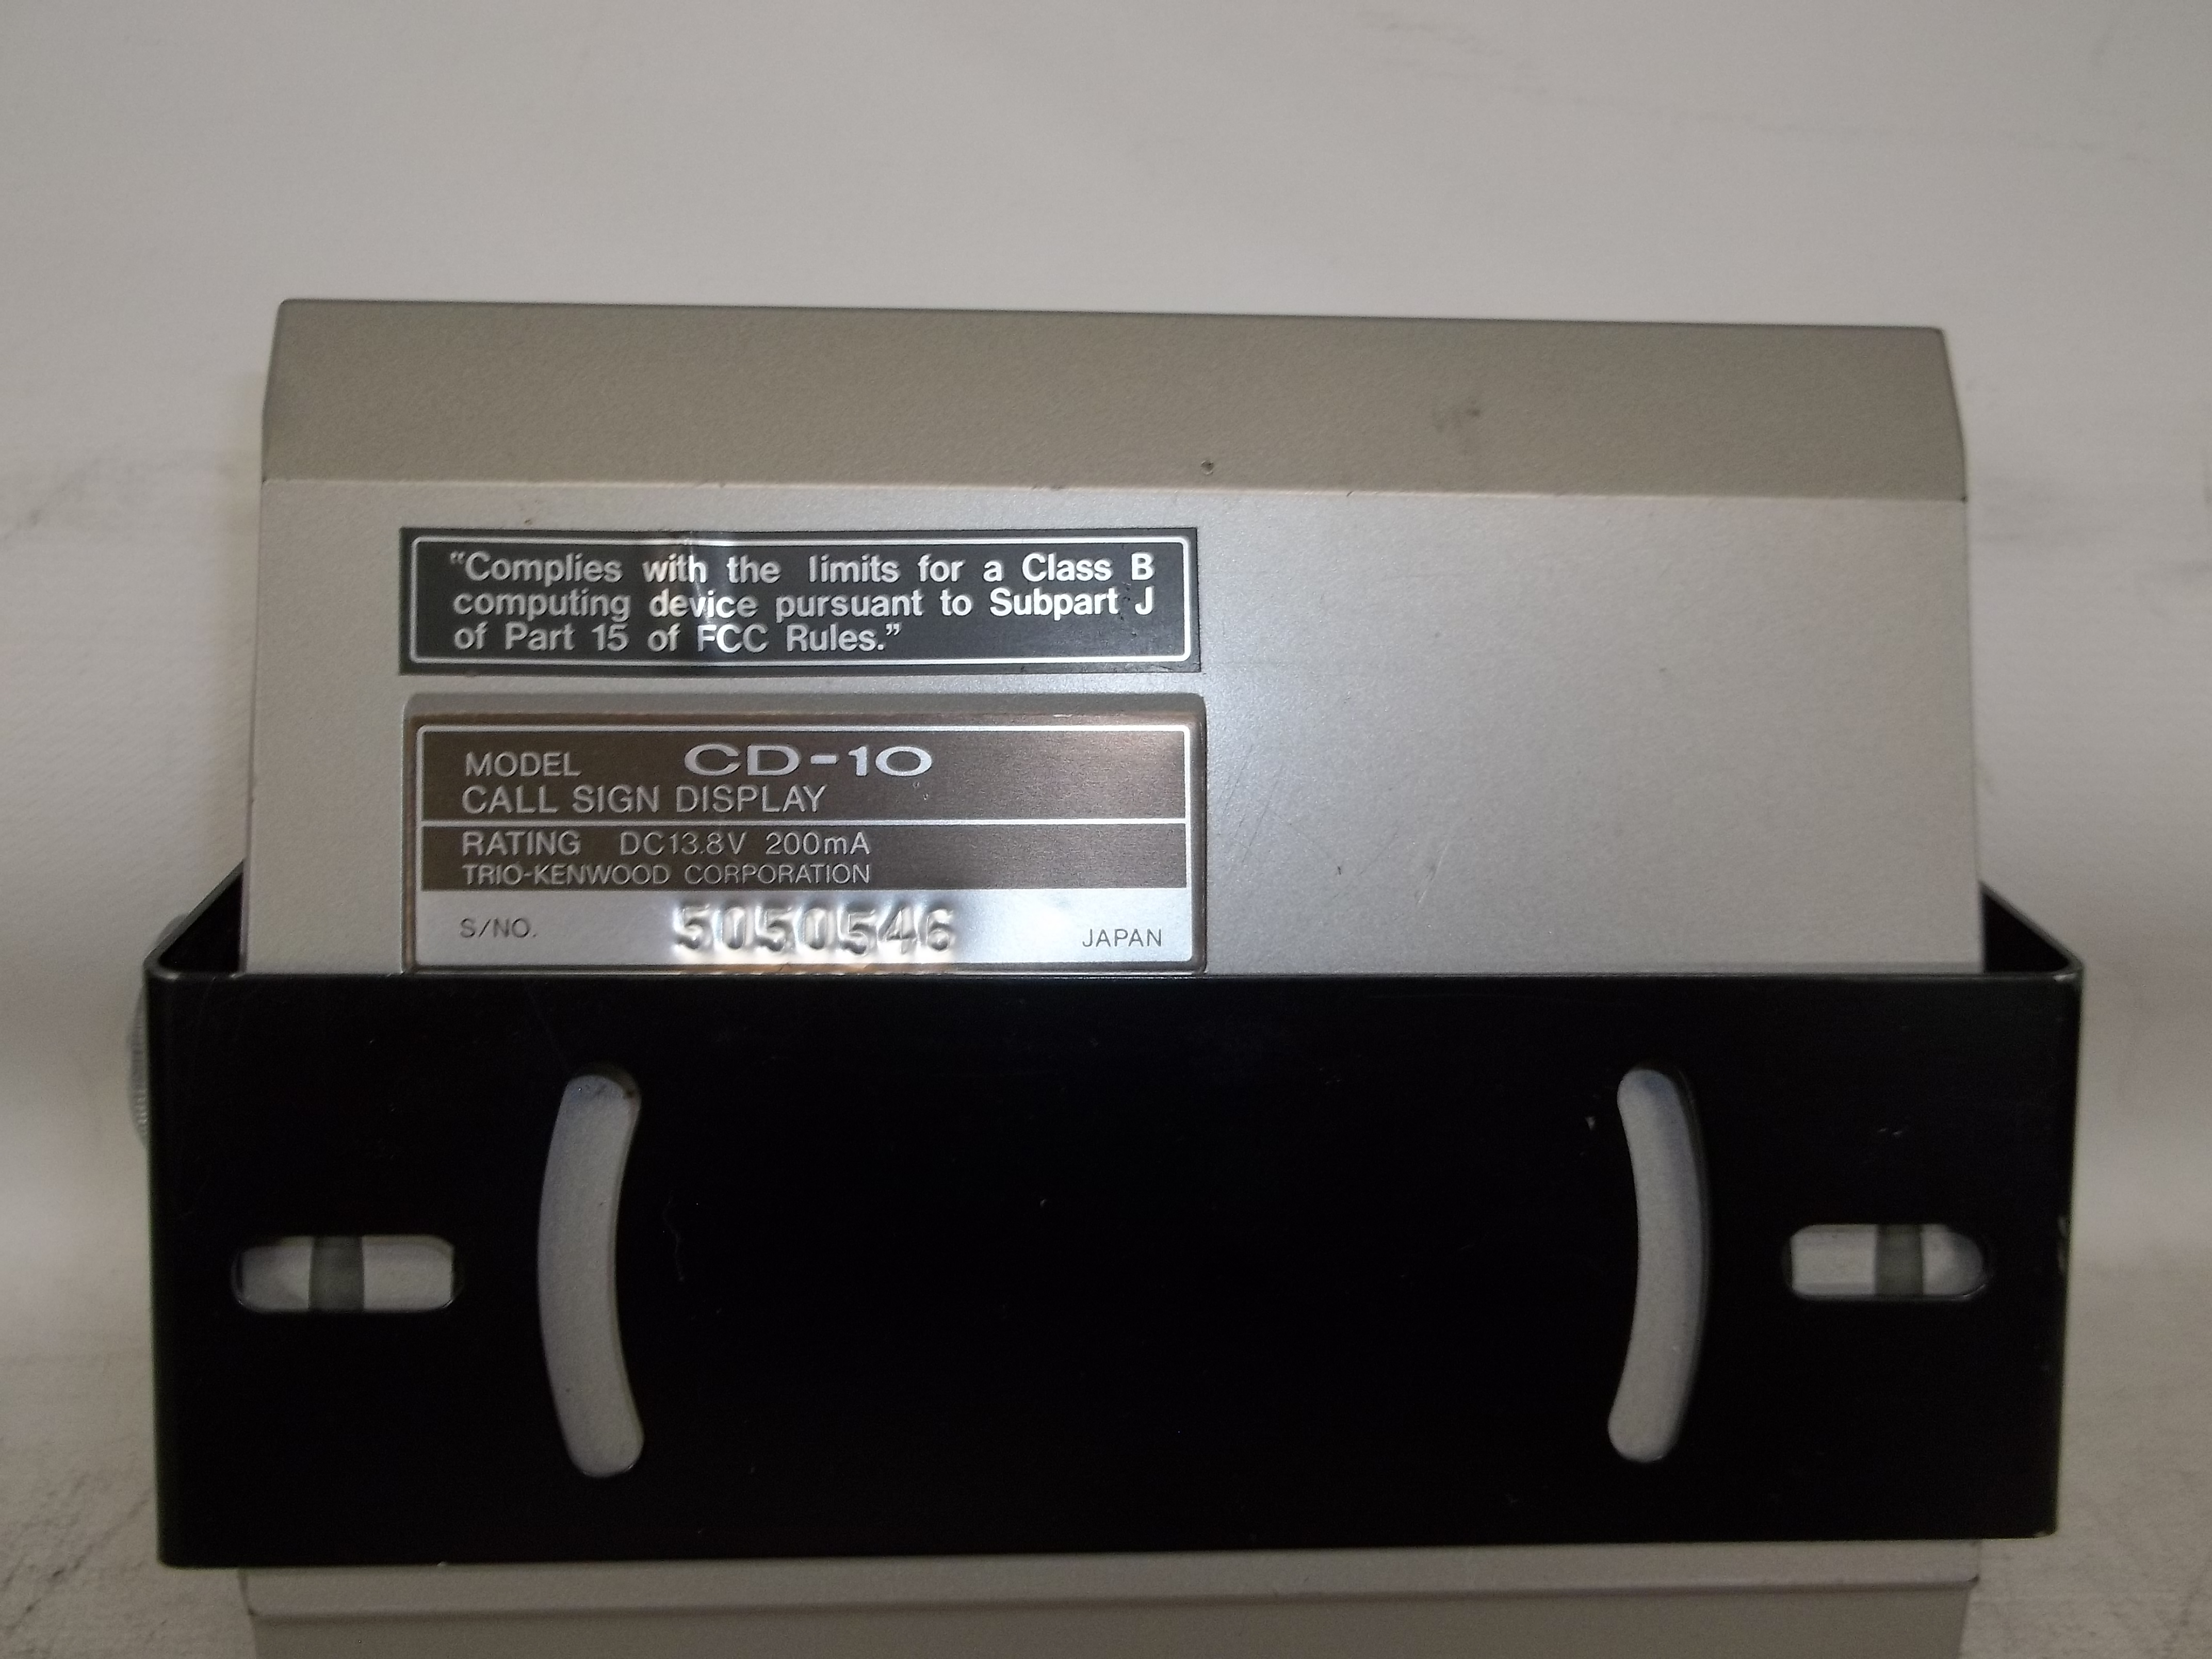 “Complies with the limits for a Class B
computing device pursuant to Subpart J
of Part 15 of FCC Rules.”
MODEL CD-10
CALL SIGN DISPLAY
RATING DC13.8V 200mA
TRIO-KENWOOD CORPORATION
S/NO. 5050546 JAPAN